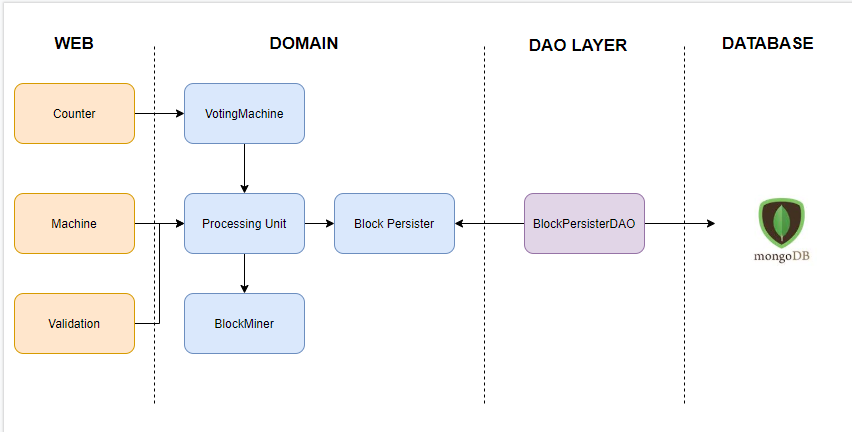 WEB
DOMAIN
DAO LAYER
DATABASE
Counter
VotingMachine
Machine
Processing Unit
Block Persister
BlockPersisterDAO
mongoDB
Validation
BlockMiner